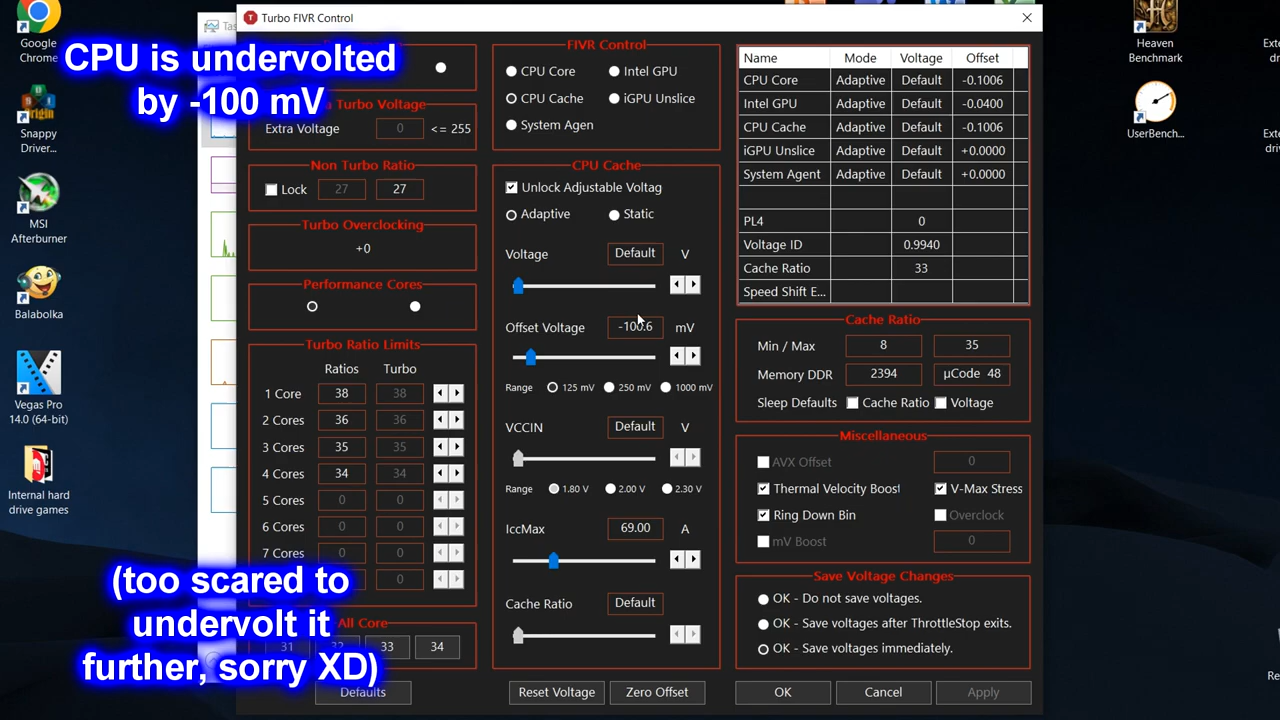 Turbo FIVR Control
Google
Chrome
Snappy
Driver...
MSI
Afterburner
Balabolka
Vegas Pro
14.0 (64-bit)
Internal hard
drive games
CPU is undervolted
by -100 mV
Turbo Voltage
Extra Voltage 0 <= 255
Non Turbo Ratio
Lock 27 27
Turbo Overclocking
+0
Performance Cores
Turbo Ratio Limits
Ratios Turbo
1 Core 38 38
2 Cores 36 36
3 Cores 35 35
4 Cores 34 34
5 Cores 0 0
6 Cores 0 0
7 Cores 0 0
0
(too scared to
undervolt it
further, sorry XD)
All Core
31 32 33 34
Defaults
FIVR Control
CPU Core Intel GPU
CPU Cache iGPU Unslice
System Agen
CPU Cache
Unlock Adjustable Voltag
Adaptive Static
Voltage Default V
Offset Voltage -100.6 mV
Range 125 mV 250 mV 1000 mV
VCCIN Default V
Range 1.80 V 2.00 V 2.30 V
IccMax 69.00 A
Cache Ratio Default
Reset Voltage Zero Offset
Name Mode Voltage Offset
CPU Core Adaptive Default -0.1006
Intel GPU Adaptive Default -0.0400
CPU Cache Adaptive Default -0.1006
iGPU Unslice Adaptive Default +0.0000
System Agent Adaptive Default +0.0000
PL4 0
Voltage ID 0.9940
Cache Ratio 33
Speed Shift E...
Cache Ratio
Min / Max 8 35
Memory DDR 2394 µCode 48
Sleep Defaults Cache Ratio Voltage
Miscellaneous
AVX Offset 0
Thermal Velocity Boost V-Max Stress
Ring Down Bin Overclock
mV Boost 0
Save Voltage Changes
OK - Do not save voltages.
OK - Save voltages after ThrottleStop exits.
OK - Save voltages immediately.
OK Cancel Apply
Heaven
Benchmark
UserBench...